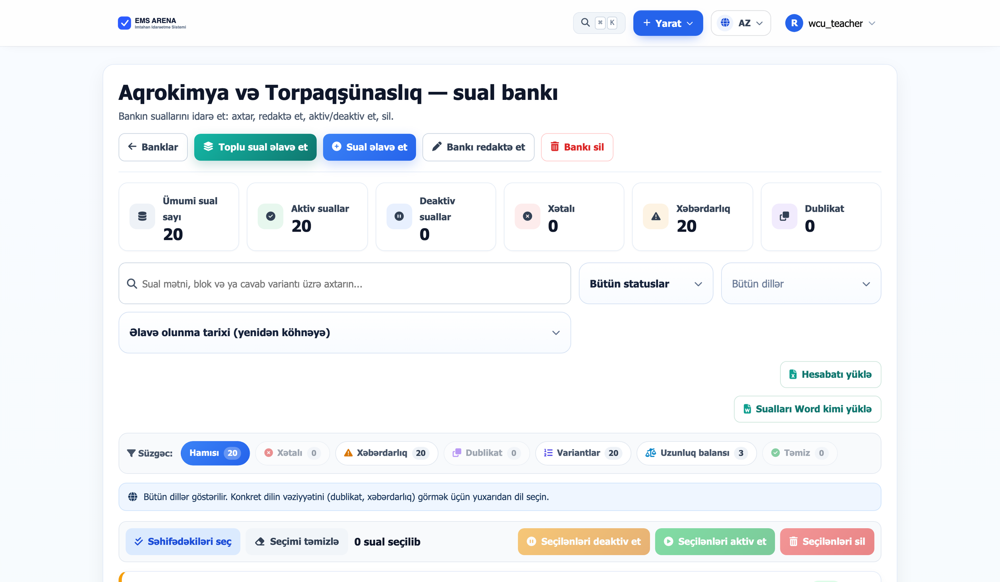 EMS ARENA
Imtahan Idarəetmə Sistemi
⌘ K
Yarat
AZ
R
wcu_teacher
Aqrokimya və Torpaqşünaslıq — sual bankı
Bankın suallarını idarə et: axtar, redaktə et, aktiv/deaktiv et, sil.
Banklar
Toplu sual əlavə et
Sual əlavə et
Bankı redaktə et
Bankı sil
Ümumi sual
sayı
20
Aktiv suallar
20
Deaktiv
suallar
0
Xətalı
0
Xəbərdarlıq
20
Dublikat
0
Sual mətni, blok və ya cavab variantı üzrə axtarın...
Bütün statuslar
Bütün dillər
Əlavə olunma tarixi (yenidən köhnəyə)
Hesabatı yüklə
Sualları Word kimi yüklə
Süzgəc:
Hamısı 20
Xətalı 0
Xəbərdarlıq 20
Dublikat 0
Variantlar 20
Uzunluq balansı 3
Təmiz 0
Bütün dillər göstərilir. Konkret dilin vəziyyətini (dublikat, xəbərdarlıq) görmək üçün yuxarıdan dil seçin.
Səhifədəkiləri seç
Seçimi təmizlə
0 sual seçilib
Seçilənləri deaktiv et
Seçilənləri aktiv et
Seçilənləri sil